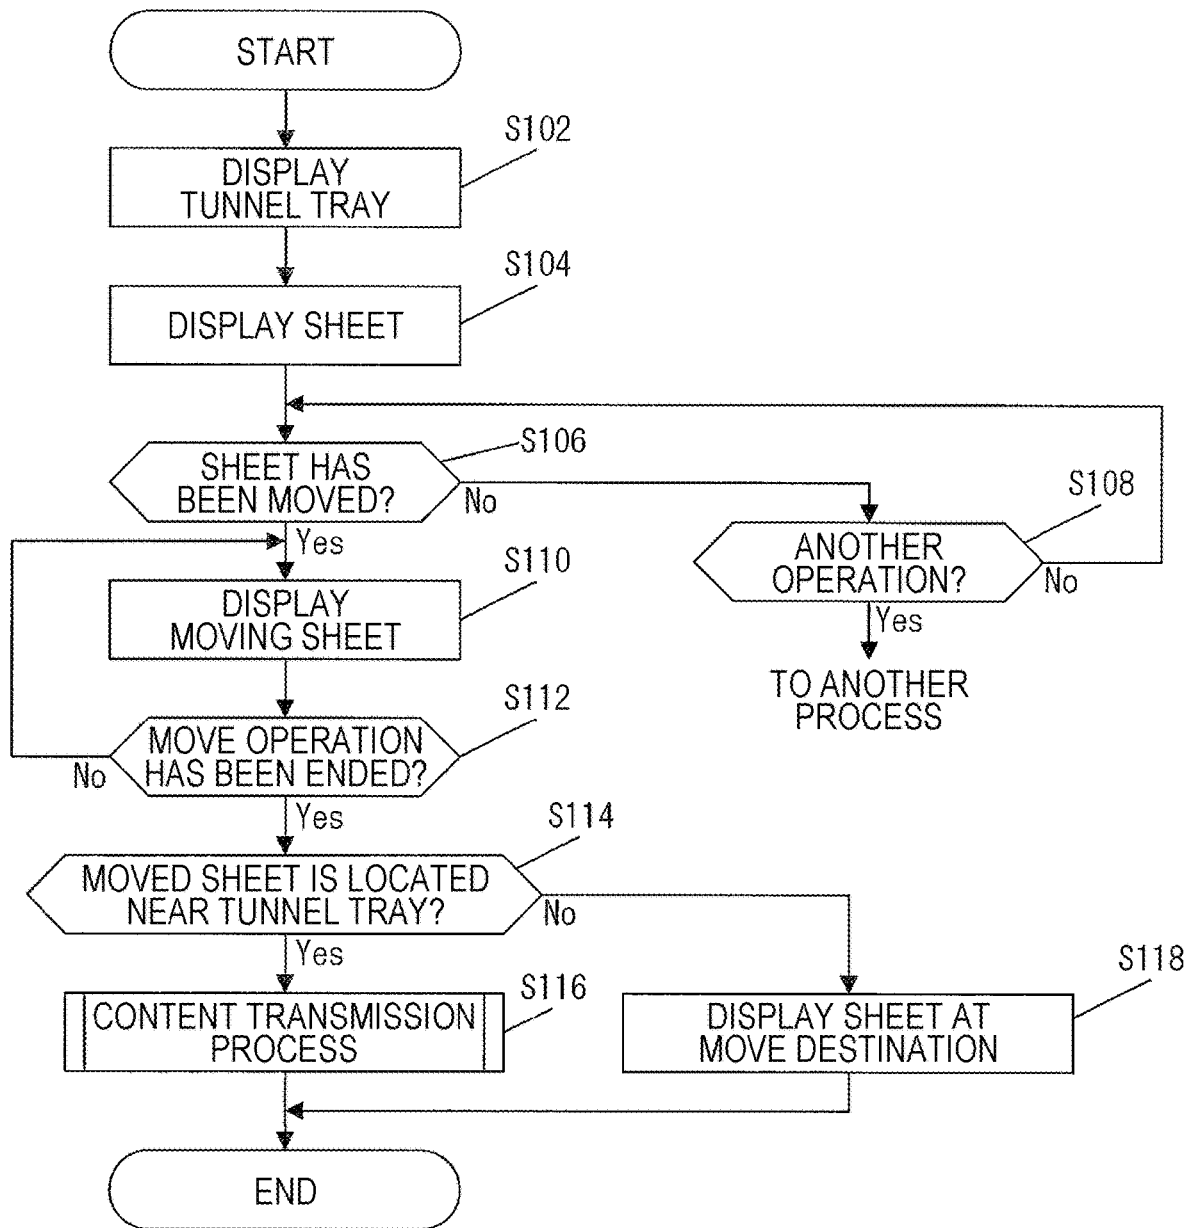 START
S102
DISPLAY
TUNNEL TRAY
S104
DISPLAY SHEET
S106
SHEET HAS
BEEN MOVED?
No
Yes
S108
ANOTHER
OPERATION?
No
Yes
TO ANOTHER
PROCESS
S110
DISPLAY
MOVING SHEET
S112
MOVE OPERATION
HAS BEEN ENDED?
No
Yes
S114
MOVED SHEET IS LOCATED
NEAR TUNNEL TRAY?
No
Yes
S116
CONTENT TRANSMISSION
PROCESS
S118
DISPLAY SHEET AT
MOVE DESTINATION
END